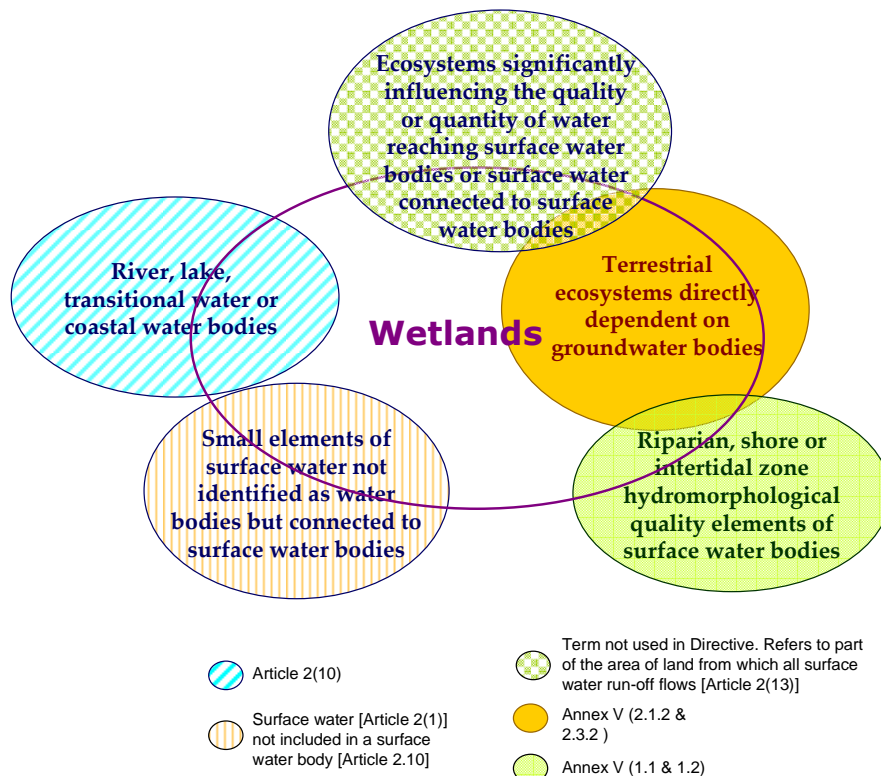 Ecosystems significantly
influencing the quality
or quantity of water
reaching surface water
bodies or surface water
connected to surface
water bodies
River, lake,
transitional water or
coastal water bodies
Terrestrial
ecosystems directly
dependent on
groundwater bodies
Wetlands
Small elements of
surface water not
identified as water
bodies but connected to
surface water bodies
Riparian, shore or
intertidal zone
hydromorphological
quality elements of
surface water bodies
Article 2(10)
Surface water [Article 2(1)]
not included in a surface
water body [Article 2.10]
Term not used in Directive. Refers to part
of the area of land from which all surface
water run-off flows [Article 2(13)]
Annex V (2.1.2 &
2.3.2 )
Annex V (1.1 & 1.2)